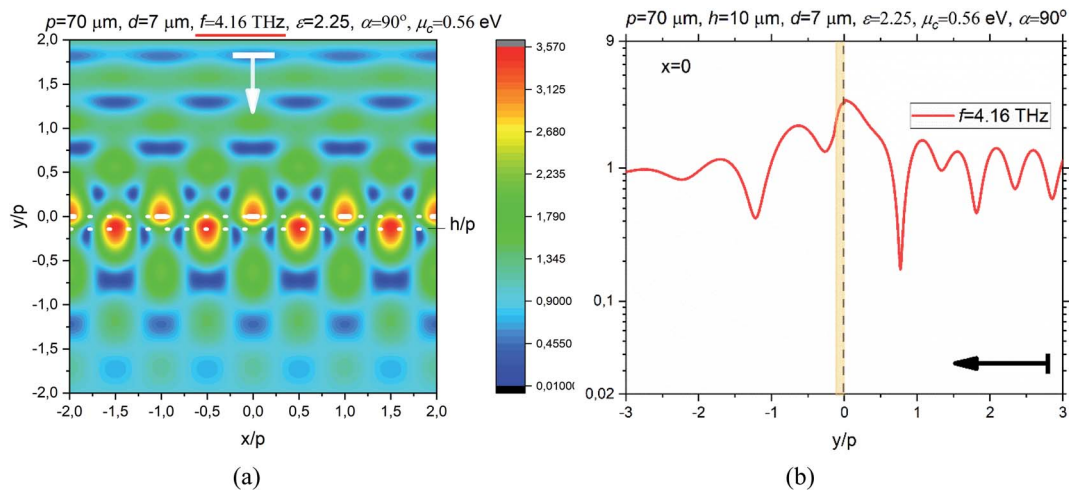 p=70 μm, d=7 μm, f=4.16 THz, ε=2.25, α=90º, μc=0.56 eV
2,0
1,5
1,0
0,5
0,0
-0,5
-1,0
-1,5
-2,0
y/p
h/p
-2,0 -1,5 -1,0 -0,5 0,0 0,5 1,0 1,5 2,0
x/p
3,570
3,125
2,680
2,235
1,790
1,345
0,9000
0,4550
0,01000
(a)
p=70 μm, h=10 μm, d=7 μm, ε=2.25, μc=0.56 eV, α=90º
9
1
0,1
0,02
x=0
f=4.16 THz
-3 -2 -1 0 1 2 3
y/p
(b)